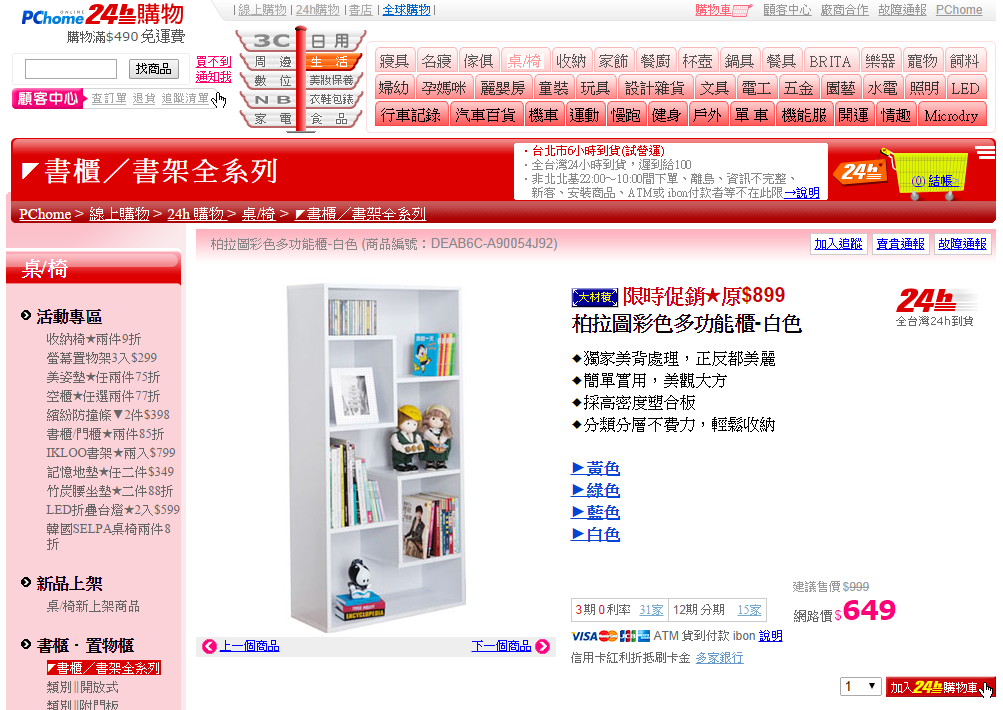 PChome ONLINE 24h購物
| 線上購物 | 24h購物 | 書店 | 全球購物 |
購物車 顧客中心 廠商合作 故障通報 PChome
購物滿$490免運費
找商品
買不到
通知我
顧客中心 查訂單 退貨 追蹤清單
3C 日用
周邊 生活
數位 美妝保養
NB 衣鞋包錶
家電 食品
寢具 名寢 傢俱 桌/椅 收納 家飾 餐廚 杯壺 鍋具 餐具 BRITA 樂器 寵物 飼料
婦幼 孕媽咪 麗嬰房 童裝 玩具 設計雜貨 文具 電工 五金 園藝 水電 照明 LED
行車記錄 汽車百貨 機車 運動 慢跑 健身 戶外 單車 機能服 開運 情趣 Microdry
◤書櫃／書架全系列
‧台北市6小時到貨(試營運)
‧全台灣24小時到貨，遲到給100
‧非北北基22:00～10:00間下單、離島、資訊不完整、
新客、安裝商品、ATM或 ibon付款者等不在此限→說明
24h (0) 結帳
PChome > 線上購物 > 24h 購物 > 桌/椅 > ◤書櫃／書架全系列
柏拉圖彩色多功能櫃-白色 (商品編號：DEAB6C-A90054J92)
加入追蹤 賣貴通報 故障通報
桌/椅
活動專區
收納椅★兩件9折
螢幕置物架3入$299
美姿墊★任兩件75折
空櫃★任選兩件77折
繽紛防撞條▼2件$398
書櫃/門櫃★兩件85折
IKLOO書架★兩入$799
記憶地墊★任二件$349
竹炭腰坐墊★二件88折
LED折疊台燈★2入$599
韓國SELPA桌椅兩件8
折
新品上架
桌/椅新上架商品
書櫃‧置物櫃
◤書櫃／書架全系列
類別||開放式
類別||附門板
ENCYCLOPEDIA
上一個商品 下一個商品
大材積 限時促銷★原$899
柏拉圖彩色多功能櫃-白色
24h
全台灣24h到貨
◆獨家美背處理，正反都美麗
◆簡單實用，美觀大方
◆採高密度塑合板
◆分類分層不費力，輕鬆收納
▶黃色
▶綠色
▶藍色
▶白色
建議售價 $999
網路價 $649
3期0利率 31家 12期分期 15家
VISA JCB ATM 貨到付款 ibon 說明
信用卡紅利折抵刷卡金 多家銀行
1 加入24h購物車